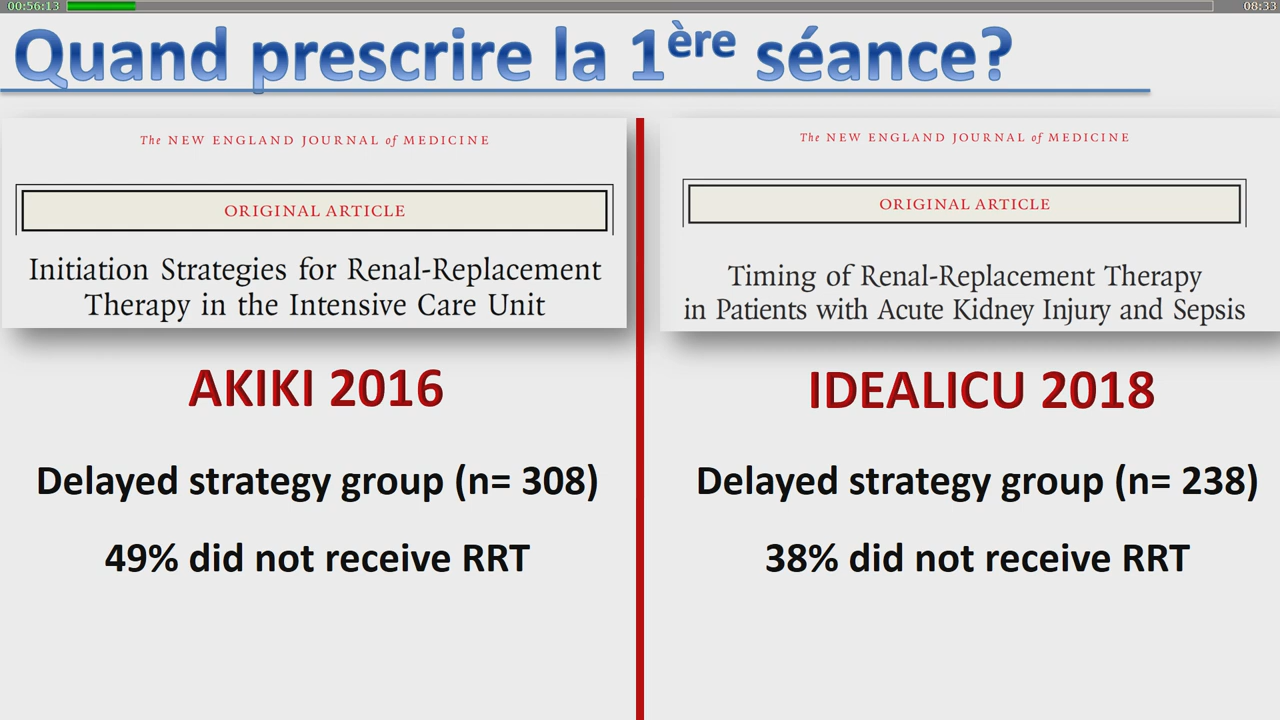 00:56:13
08:33
Quand prescrire la 1ère séance?
The NEW ENGLAND JOURNAL of MEDICINE
ORIGINAL ARTICLE
Initiation Strategies for Renal-Replacement
Therapy in the Intensive Care Unit
AKIKI 2016
Delayed strategy group (n= 308)
49% did not receive RRT
The NEW ENGLAND JOURNAL of MEDICINE
ORIGINAL ARTICLE
Timing of Renal-Replacement Therapy
in Patients with Acute Kidney Injury and Sepsis
IDEALICU 2018
Delayed strategy group (n= 238)
38% did not receive RRT